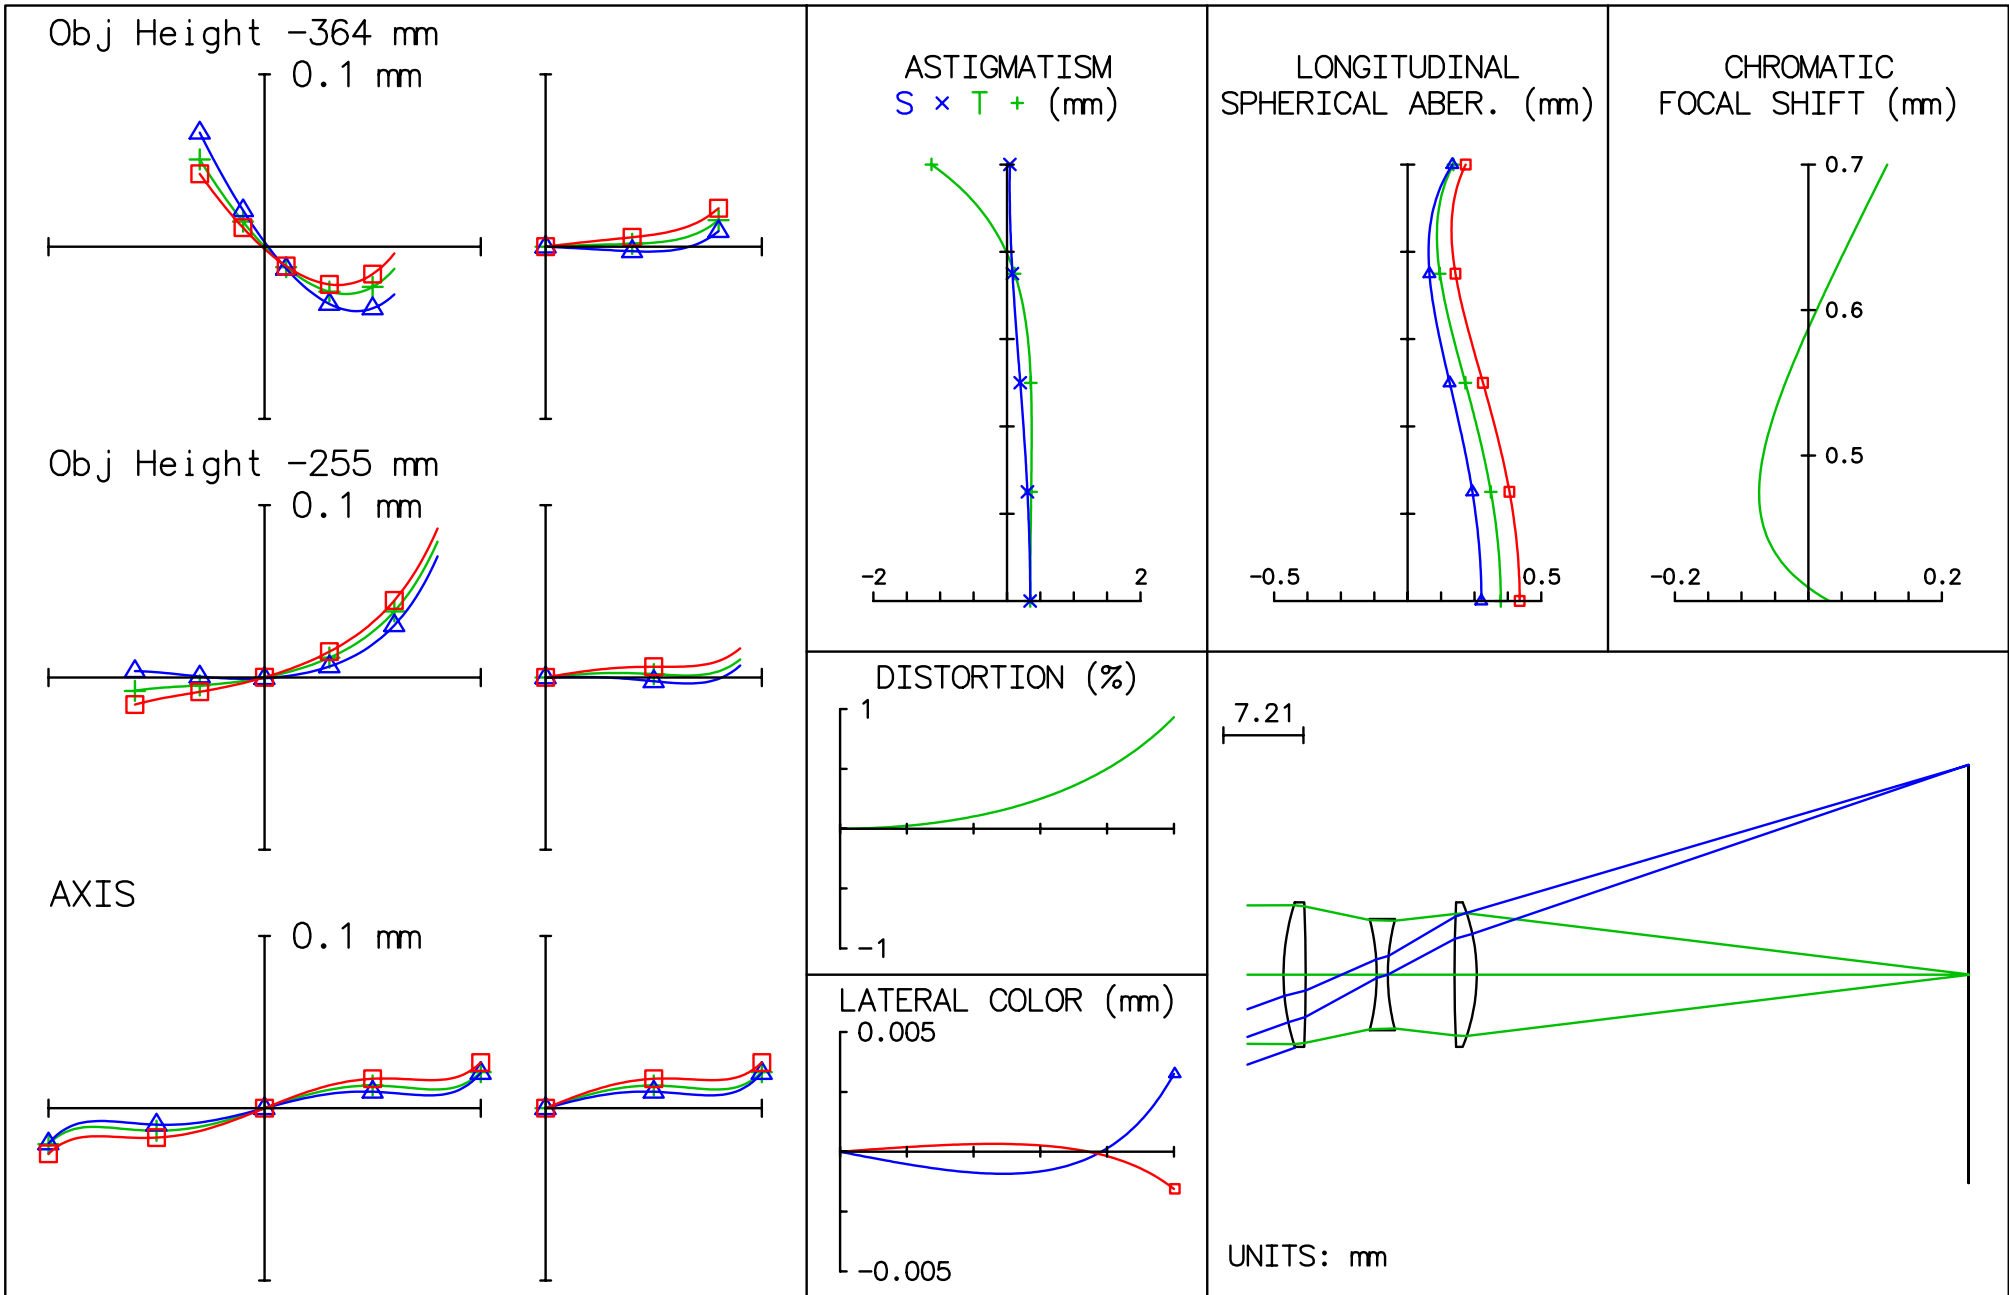 Obj Height -364 mm
0.1 mm
Obj Height -255 mm
0.1 mm
AXIS
0.1 mm
ASTIGMATISM
S × T + (mm)
-2
2
LONGITUDINAL
SPHERICAL ABER. (mm)
-0.5
0.5
CHROMATIC
FOCAL SHIFT (mm)
0.7
0.6
0.5
-0.2
0.2
DISTORTION (%)
1
-1
LATERAL COLOR (mm)
0.005
-0.005
7.21
UNITS: mm